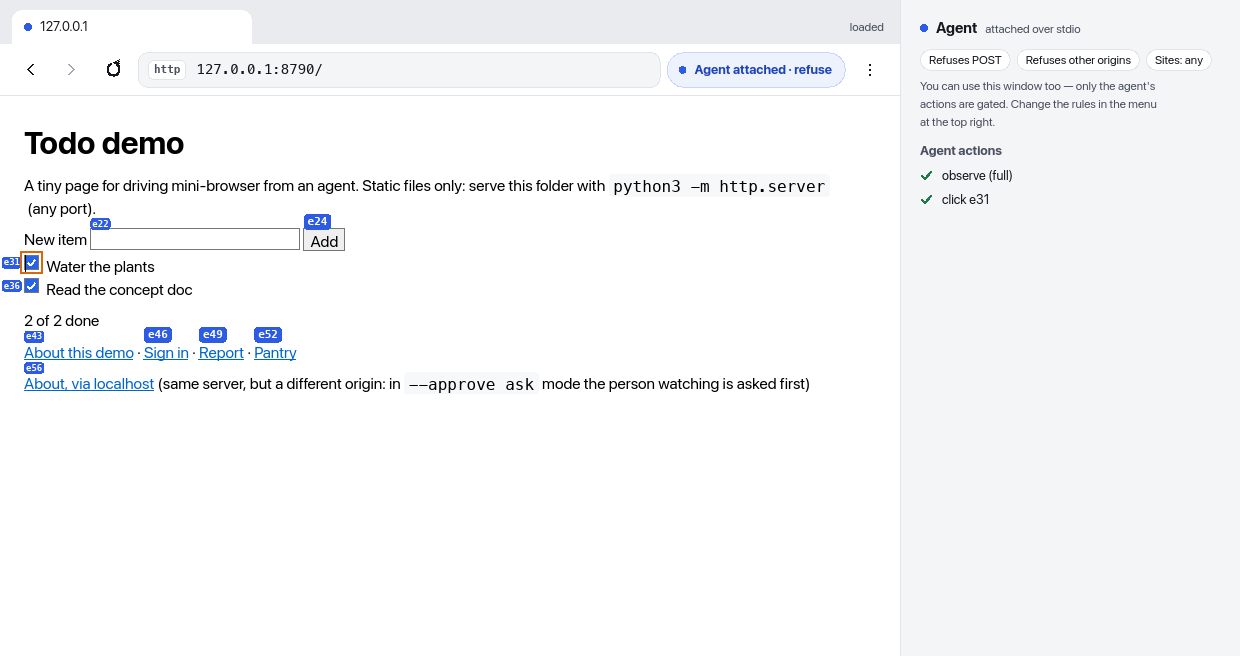 127.0.0.1
loaded
http 127.0.0.1:8790/
Agent attached · refuse
Todo demo
A tiny page for driving mini-browser from an agent. Static files only: serve this folder with python3 -m http.server
(any port).
e22 e24
New item Add
e31 Water the plants
e36 Read the concept doc
2 of 2 done
e43 e46 e49 e52
About this demo · Sign in · Report · Pantry
e56
About, via localhost (same server, but a different origin: in --approve ask mode the person watching is asked first)
Agent attached over stdio
Refuses POST Refuses other origins Sites: any
You can use this window too — only the agent's
actions are gated. Change the rules in the menu
at the top right.
Agent actions
observe (full)
click e31